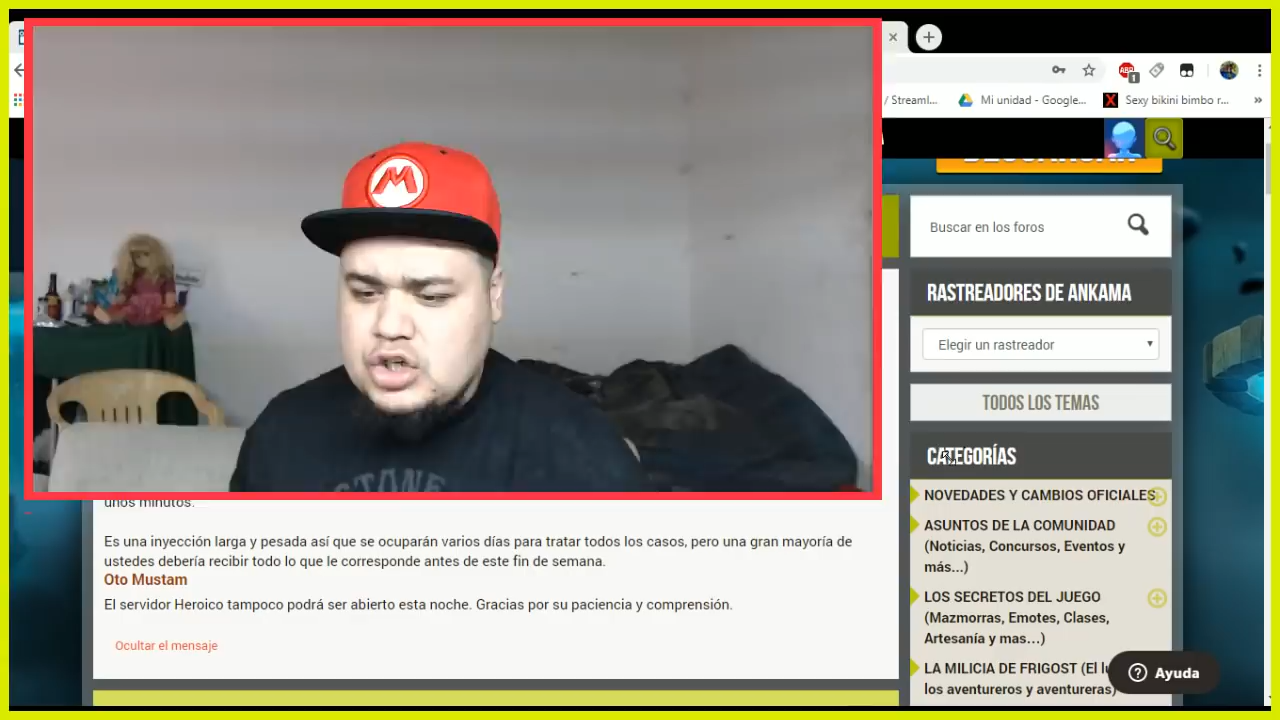 / Streaml...
Mi unidad - Google...
Sexy bikini bimbo r...
ABP
1
M
Buscar en los foros
RASTREADORES DE ANKAMA
Elegir un rastreador
TODOS LOS TEMAS
CATEGORÍAS
NOVEDADES Y CAMBIOS OFICIALES
ASUNTOS DE LA COMUNIDAD
(Noticias, Concursos, Eventos y
más...)
LOS SECRETOS DEL JUEGO
(Mazmorras, Emotes, Clases,
Artesanía y mas...)
LA MILICIA DE FRIGOST (El
los aventureros y aventureras)
Ayuda
unos minutos.
Es una inyección larga y pesada así que se ocuparán varios días para tratar todos los casos, pero una gran mayoría de
ustedes debería recibir todo lo que le corresponde antes de este fin de semana.
Oto Mustam
El servidor Heroico tampoco podrá ser abierto esta noche. Gracias por su paciencia y comprensión.
Ocultar el mensaje